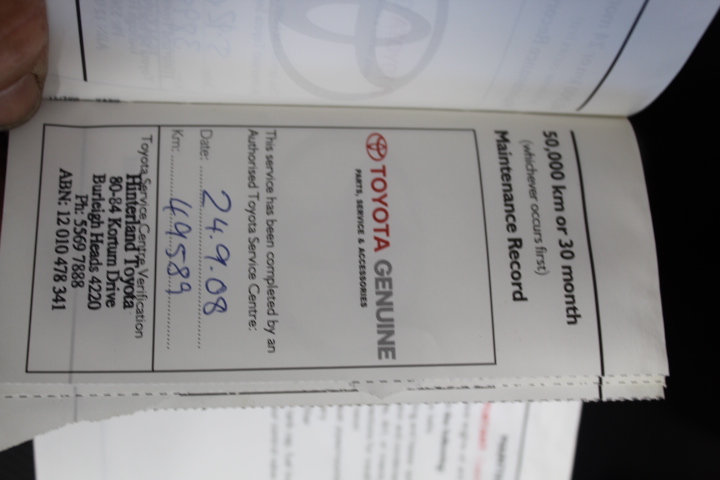 50,000 km or 30 month
(whichever occurs first)
Maintenance Record
TOYOTA GENUINE
PARTS, SERVICE & ACCESSORIES
This service has been completed by an
Authorised Toyota Service Centre:
Date: 24.9.08
Km: 49589
Toyota Service Centre Verification
Hinterland Toyota
80-84 Kortum Drive
Burleigh Heads 4220
Ph: 5569 7888
ABN: 12 010 478 341